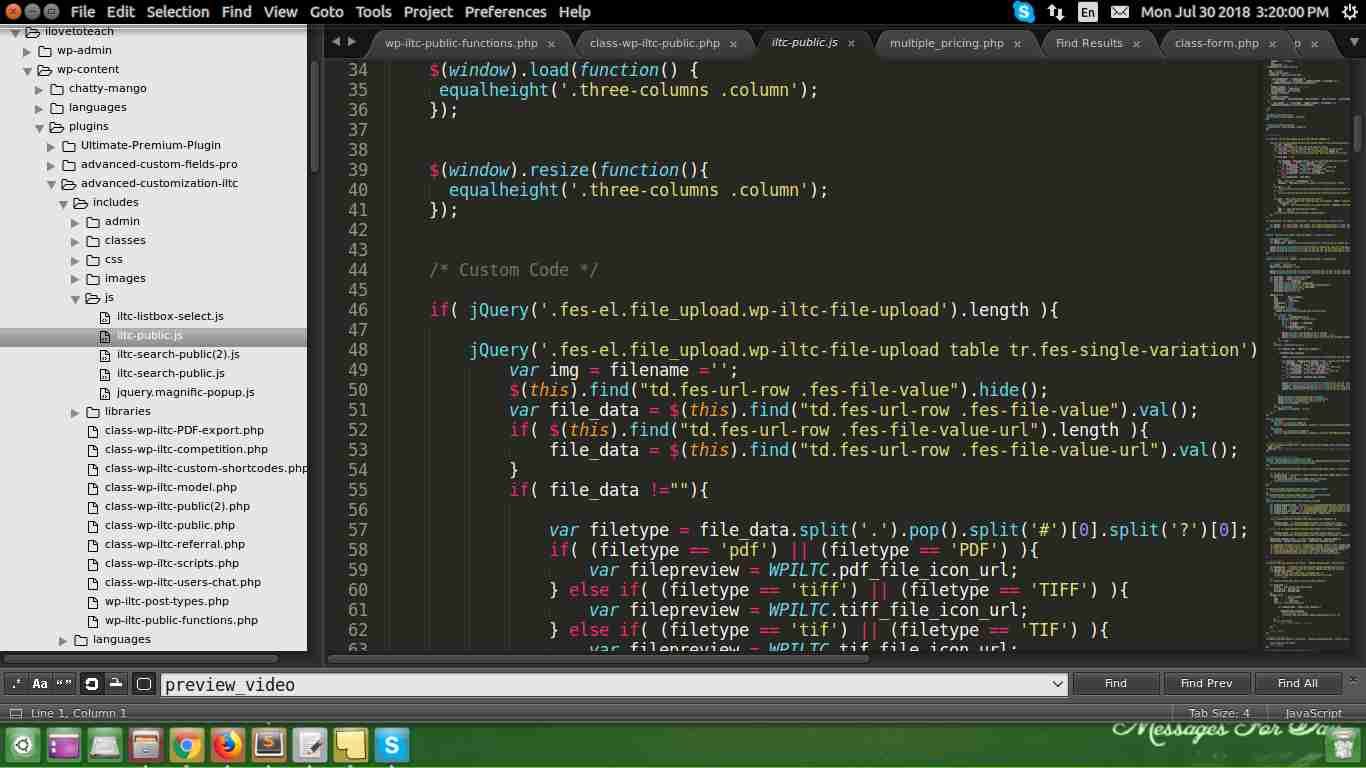 File Edit Selection Find View Goto Tools Project Preferences Help
En Mon Jul 30 2018 3:20:00 PM
ilovetoteach
wp-admin
wp-content
chatty-mango
languages
plugins
Ultimate-Premium-Plugin
advanced-custom-fields-pro
advanced-customization-iltc
includes
admin
classes
css
images
js
iltc-listbox-select.js
iltc-public.js
iltc-search-public(2).js
iltc-search-public.js
jquery.magnific-popup.js
libraries
class-wp-iltc-PDF-export.php
class-wp-iltc-competition.php
class-wp-iltc-custom-shortcodes.php
class-wp-iltc-model.php
class-wp-iltc-public(2).php
class-wp-iltc-public.php
class-wp-iltc-referral.php
class-wp-iltc-scripts.php
class-wp-iltc-users-chat.php
wp-iltc-post-types.php
wp-iltc-public-functions.php
languages
wp-iltc-public-functions.php × class-wp-iltc-public.php × iltc-public.js × multiple_pricing.php × Find Results × class-form.php × p ×
34 $(window).load(function() {
35 equalheight('.three-columns .column');
36 });
37
38
39 $(window).resize(function(){
40 equalheight('.three-columns .column');
41 });
42
43
44 /* Custom Code */
45
46 if( jQuery('.fes-el.file_upload.wp-iltc-file-upload').length ){
47
48 jQuery('.fes-el.file_upload.wp-iltc-file-upload table tr.fes-single-variation')
49 var img = filename ='';
50 $(this).find("td.fes-url-row .fes-file-value").hide();
51 var file_data = $(this).find("td.fes-url-row .fes-file-value").val();
52 if( $(this).find("td.fes-url-row .fes-file-value-url").length ){
53 file_data = $(this).find("td.fes-url-row .fes-file-value-url").val();
54 }
55 if( file_data !=""){
56
57 var filetype = file_data.split('.').pop().split('#')[0].split('?')[0];
58 if( (filetype == 'pdf') || (filetype == 'PDF') ){
59 var filepreview = WPILTC.pdf_file_icon_url;
60 } else if( (filetype == 'tiff') || (filetype == 'TIFF') ){
61 var filepreview = WPILTC.tiff_file_icon_url;
62 } else if( (filetype == 'tif') || (filetype == 'TIF') ){
63 var filepreview = WPILTC.tif_file_icon_url;
.* Aa “” preview_video Find Find Prev Find All ×
Line 1, Column 1 Tab Size: 4 JavaScript
Messages For Day